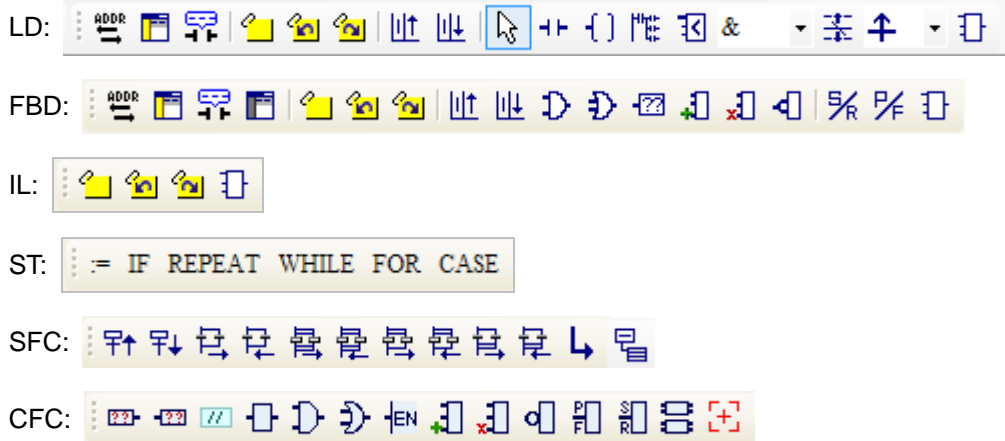 LD: ADDR &
FBD: ADDR ?? S/R P/F
IL:
ST: := IF REPEAT WHILE FOR CASE
SFC:
CFC: ?? ?? // EN P/F S/R